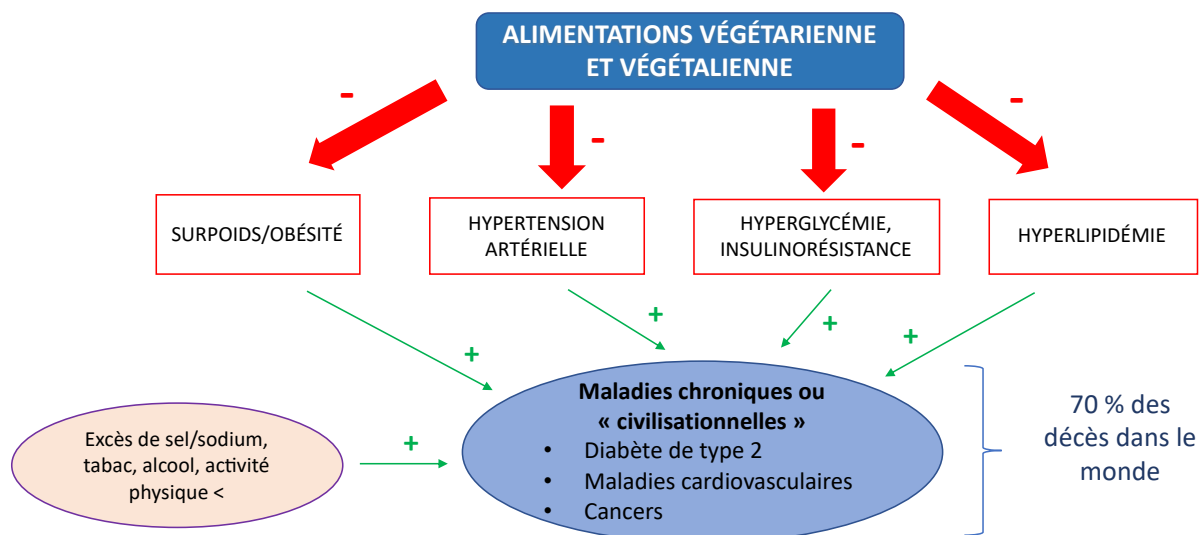 ALIMENTATIONS VÉGÉTARIENNE
ET VÉGÉTALIENNE
-
-
-
-
SURPOIDS/OBÉSITÉ
HYPERTENSION
ARTÉRIELLE
HYPERGLYCÉMIE,
INSULINORÉSISTANCE
HYPERLIPIDÉMIE
+
+
+
+
Maladies chroniques ou
« civilisationnelles »
• Diabète de type 2
• Maladies cardiovasculaires
• Cancers
Excès de sel/sodium,
tabac, alcool, activité
physique <
+
70 % des
décès dans le
monde